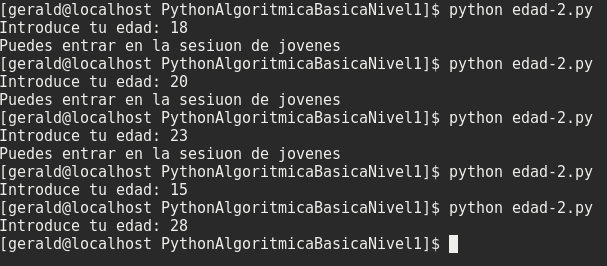 [gerald@localhost PythonAlgoritmicaBasicaNivel1]$ python edad-2.py
Introduce tu edad: 18
Puedes entrar en la sesiuon de jovenes
[gerald@localhost PythonAlgoritmicaBasicaNivel1]$ python edad-2.py
Introduce tu edad: 20
Puedes entrar en la sesiuon de jovenes
[gerald@localhost PythonAlgoritmicaBasicaNivel1]$ python edad-2.py
Introduce tu edad: 23
Puedes entrar en la sesiuon de jovenes
[gerald@localhost PythonAlgoritmicaBasicaNivel1]$ python edad-2.py
Introduce tu edad: 15
[gerald@localhost PythonAlgoritmicaBasicaNivel1]$ python edad-2.py
Introduce tu edad: 28
[gerald@localhost PythonAlgoritmicaBasicaNivel1]$